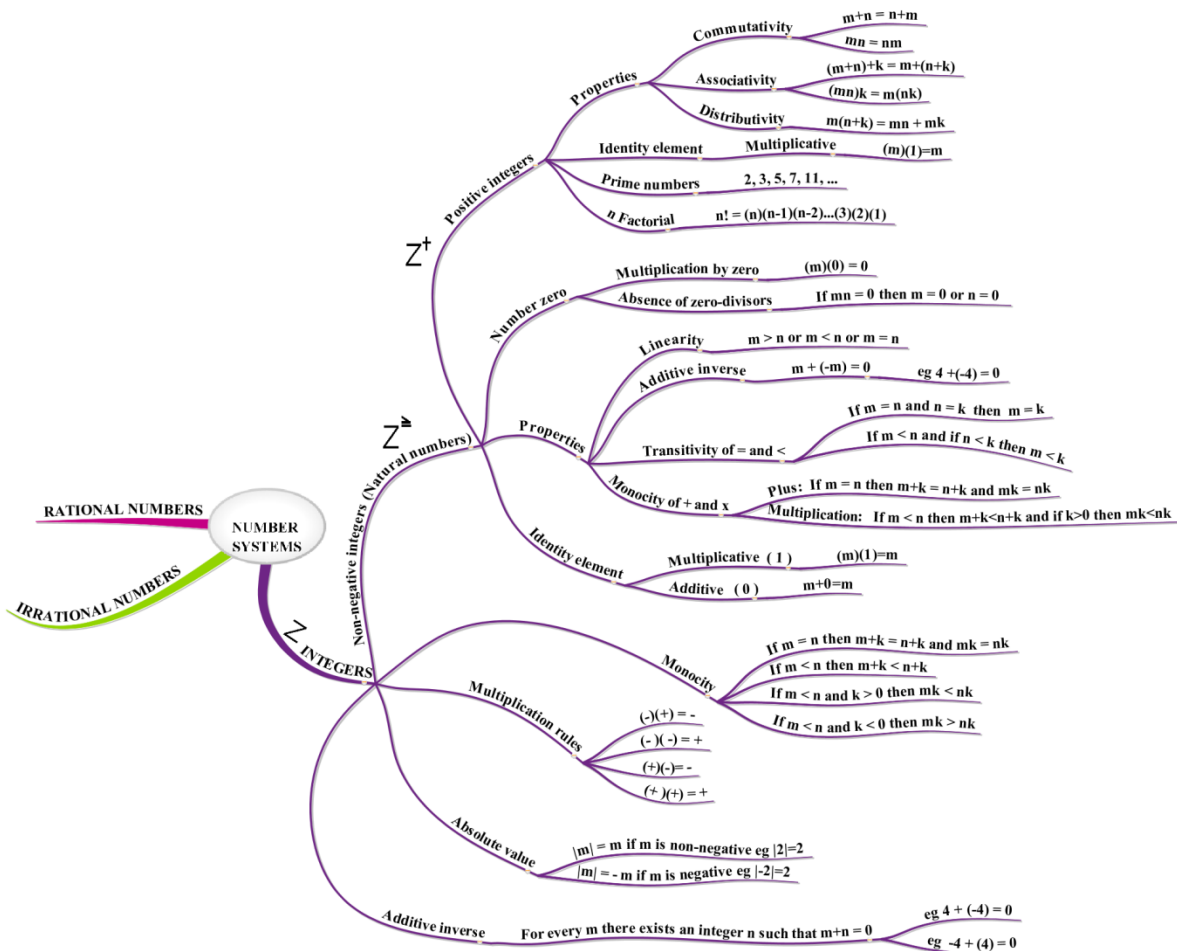 NUMBER
SYSTEMS
RATIONAL NUMBERS
IRRATIONAL NUMBERS
Z INTEGERS
Non-negative integers (Natural numbers)
Z≥
Positive integers
Z+
Properties
Commutativity
m+n = n+m
mn = nm
Associativity
(m+n)+k = m+(n+k)
(mn)k = m(nk)
Distributivity
m(n+k) = mn + mk
Identity element
Multiplicative
(m)(1)=m
Prime numbers
2, 3, 5, 7, 11, ...
n Factorial
n! = (n)(n-1)(n-2)...(3)(2)(1)
Number zero
Multiplication by zero
(m)(0) = 0
Absence of zero-divisors
If mn = 0 then m = 0 or n = 0
Properties
Linearity
m > n or m < n or m = n
Additive inverse
m + (-m) = 0
eg 4 +(-4) = 0
Transitivity of = and <
If m = n and n = k then m = k
If m < n and if n < k then m < k
Monocity of + and x
Plus: If m = n then m+k = n+k and mk = nk
Multiplication: If m < n then m+k<n+k and if k>0 then mk<nk
Identity element
Multiplicative ( 1 )
(m)(1)=m
Additive ( 0 )
m+0=m
Monocity
If m = n then m+k = n+k and mk = nk
If m < n then m+k < n+k
If m < n and k > 0 then mk < nk
If m < n and k < 0 then mk > nk
Multiplication rules
(-)(+) = -
(- )( -) = +
(+)(-)= -
(+ )(+) = +
Absolute value
|m| = m if m is non-negative eg |2|=2
|m| = - m if m is negative eg |-2|=2
Additive inverse
For every m there exists an integer n such that m+n = 0
eg 4 + (-4) = 0
eg -4 + (4) = 0